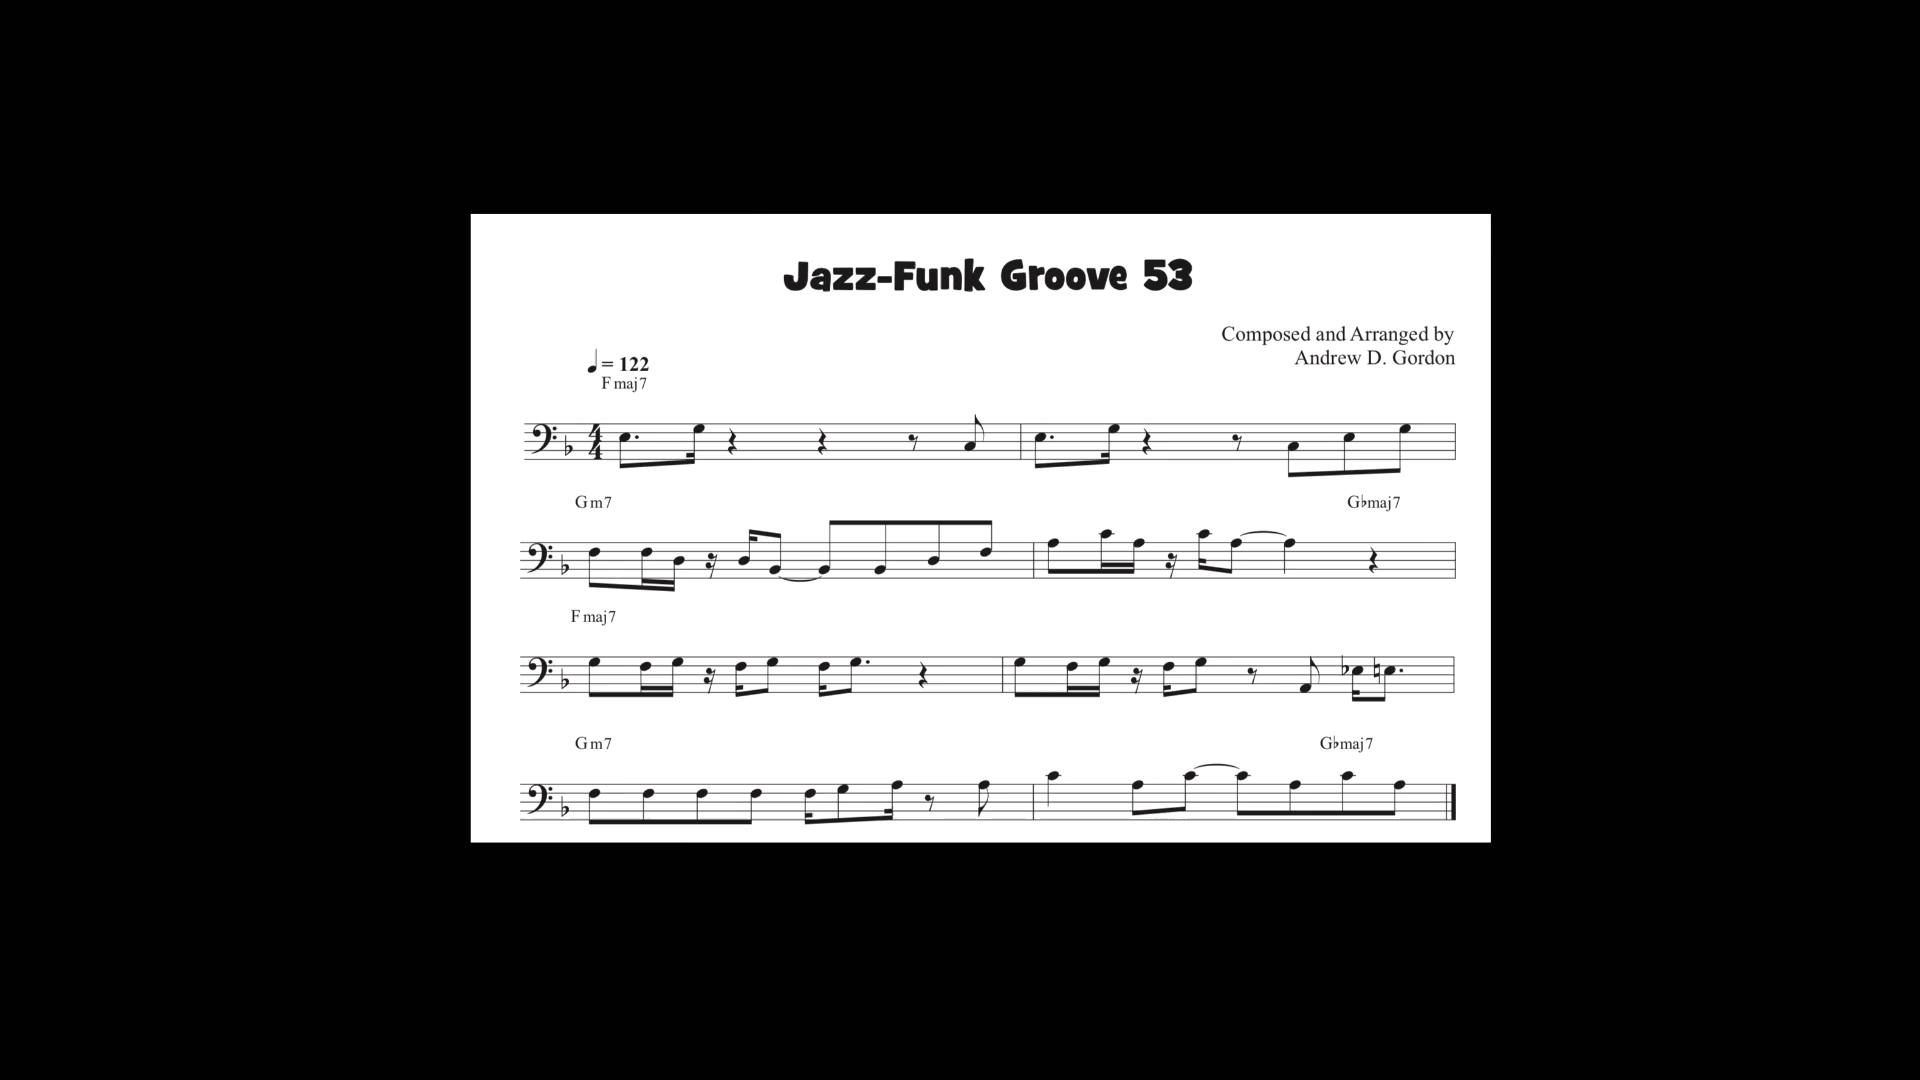 Jazz-Funk Groove 53
Composed and Arranged by
Andrew D. Gordon
= 122
F maj7
4
4
G m7 G♭maj7
F maj7
G m7 G♭maj7